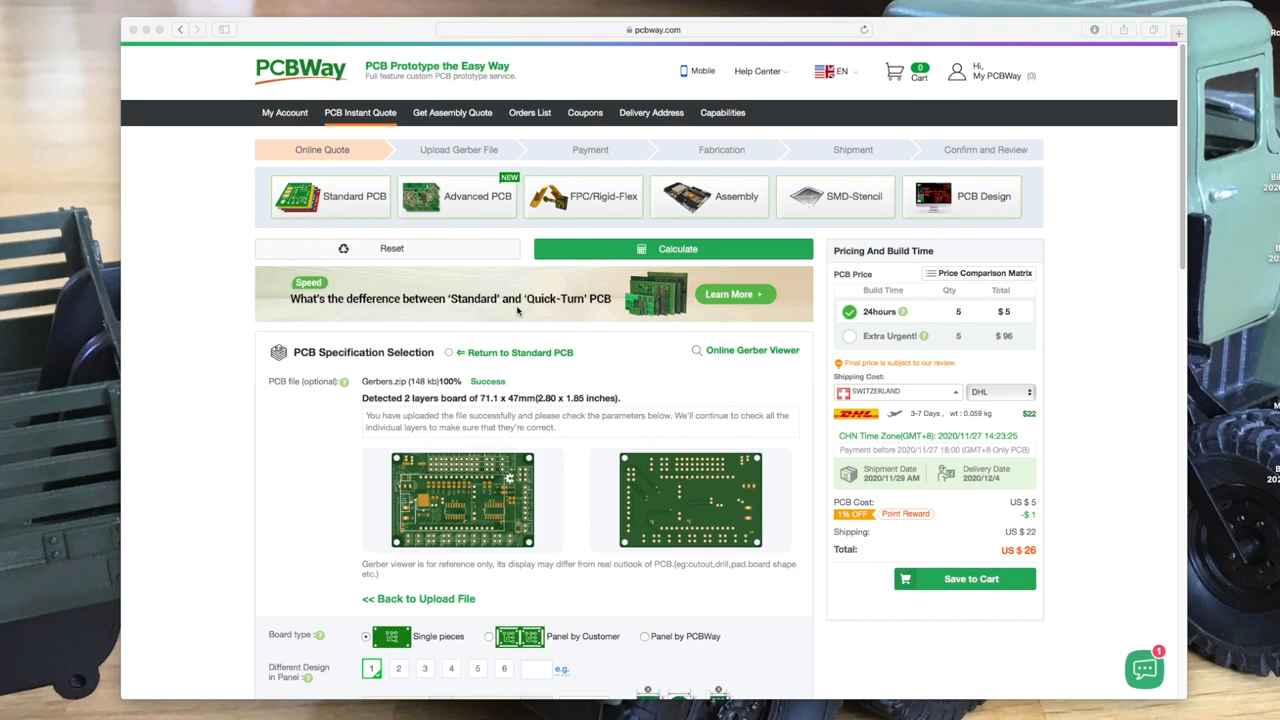 pcbway.com
PCBWay
PCB Prototype the Easy Way
Full feature custom PCB prototype service.
Mobile
Help Center
EN
0
Cart
Hi,
My PCBWay (0)
My Account
PCB Instant Quote
Get Assembly Quote
Orders List
Coupons
Delivery Address
Capabilities
Online Quote
Upload Gerber File
Payment
Fabrication
Shipment
Confirm and Review
Standard PCB
NEW
Advanced PCB
FPC/Rigid-Flex
Assembly
SMD-Stencil
PCB Design
Reset
Calculate
Speed
What's the defference between 'Standard' and 'Quick-Turn' PCB
Learn More
PCB Specification Selection
⇐ Return to Standard PCB
Online Gerber Viewer
PCB file (optional):
Gerbers.zip (148 kb)100% Success
Detected 2 layers board of 71.1 x 47mm(2.80 x 1.85 inches).
You have uploaded the file successfully and please check the parameters below. We'll continue to check all the
individual layers to make sure that they're correct.
Gerber viewer is for reference only, its display may differ from real outlook of PCB.(eg:cutout,drill,pad.board shape
etc.)
<< Back to Upload File
Board type:
Single pieces
Panel by Customer
Panel by PCBWay
Different Design
in Panel:
1
2
3
4
5
6
e.g.
Pricing And Build Time
PCB Price
Price Comparison Matrix
Build Time
Qty
Total
24hours
5
$ 5
Extra Urgent!
5
$ 96
Final price is subject to our review.
Shipping Cost:
SWITZERLAND
DHL
DHL
3-7 Days , wt : 0.059 kg
$22
CHN Time Zone(GMT+8): 2020/11/27 14:23:25
Payment before 2020/11/27 18:00 (GMT+8 Only PCB)
Shipment Date
2020/11/29 AM
Delivery Date
2020/12/4
PCB Cost:
US $ 5
1% OFF
Point Reward
-$ 1
Shipping:
US $ 22
Total:
US $ 26
Save to Cart
1